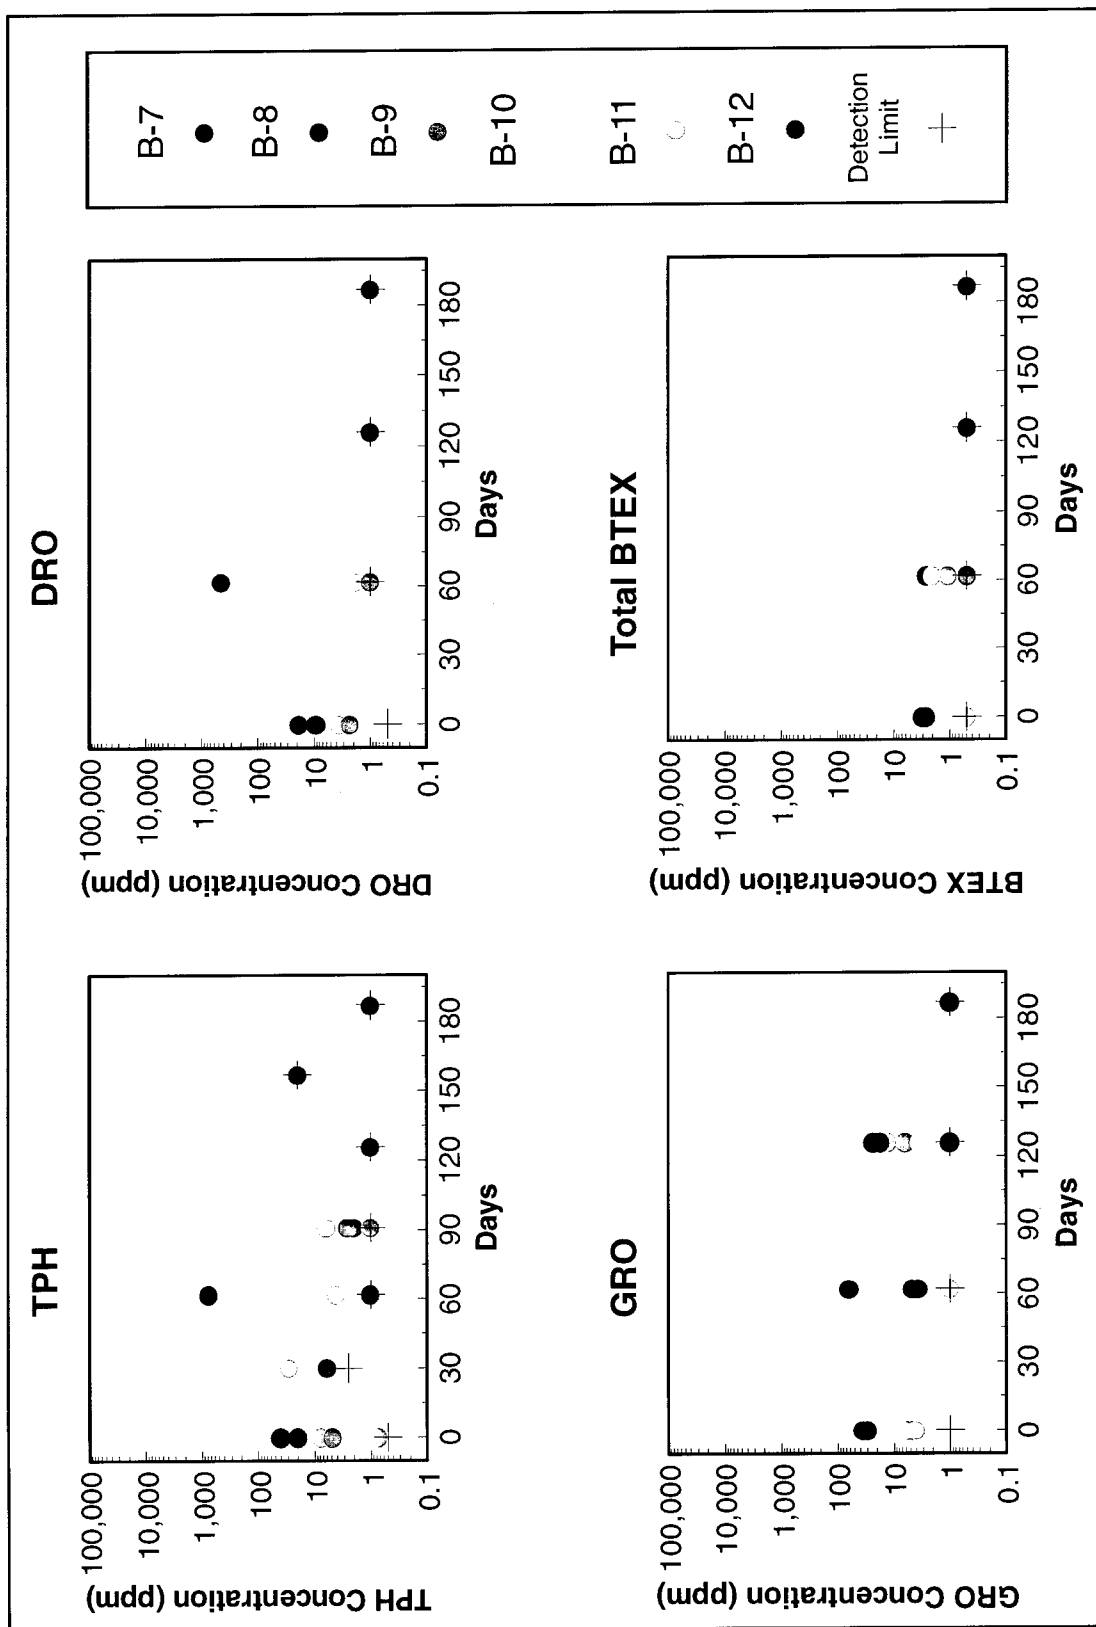 TPH
TPH Concentration (ppm)
100,000
10,000
1,000
100
10
1
0.1
0
30
60
90
120
150
180
Days
DRO
DRO Concentration (ppm)
100,000
10,000
1,000
100
10
1
0.1
0
30
60
90
120
150
180
Days
GRO
GRO Concentration (ppm)
100,000
10,000
1,000
100
10
1
0.1
0
30
60
90
120
150
180
Days
Total BTEX
BTEX Concentration (ppm)
100,000
10,000
1,000
100
10
1
0.1
0
30
60
90
120
150
180
Days
B-7
B-8
B-9
B-10
B-11
B-12
Detection
Limit